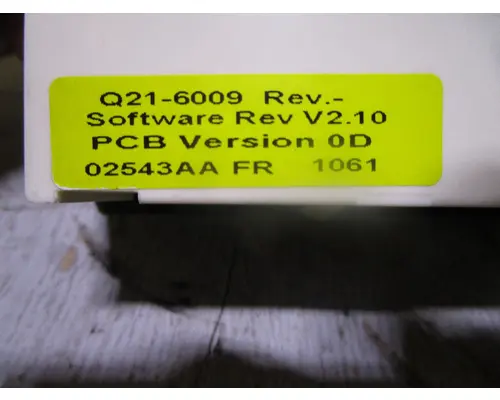 Q21-6009 Rev.-
Software Rev V2.10
PCB Version 0D
02543AA FR 1061